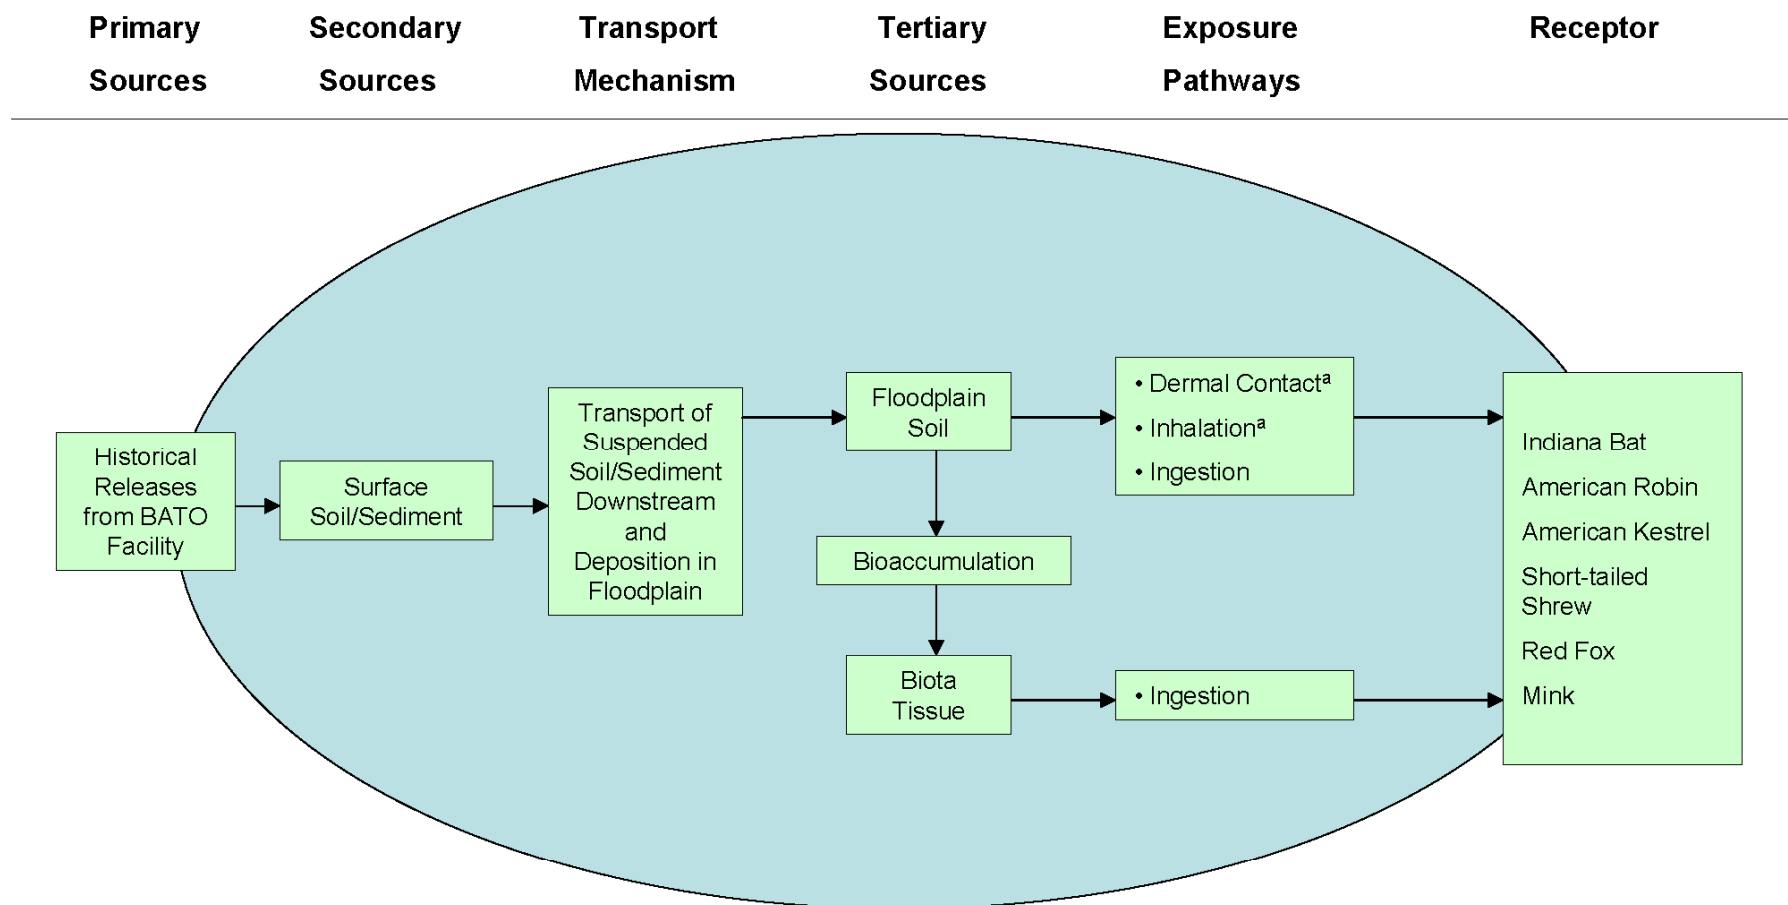 Primary Secondary Transport Tertiary Exposure Receptor
Sources Sources Mechanism Sources Pathways
Historical
Releases
from BATO
Facility
Surface
Soil/Sediment
Transport of
Suspended
Soil/Sediment
Downstream
and
Deposition in
Floodplain
Floodplain
Soil
Bioaccumulation
Biota
Tissue
• Dermal Contactᵃ
• Inhalationᵃ
• Ingestion
• Ingestion
Indiana Bat
American Robin
American Kestrel
Short-tailed
Shrew
Red Fox
Mink